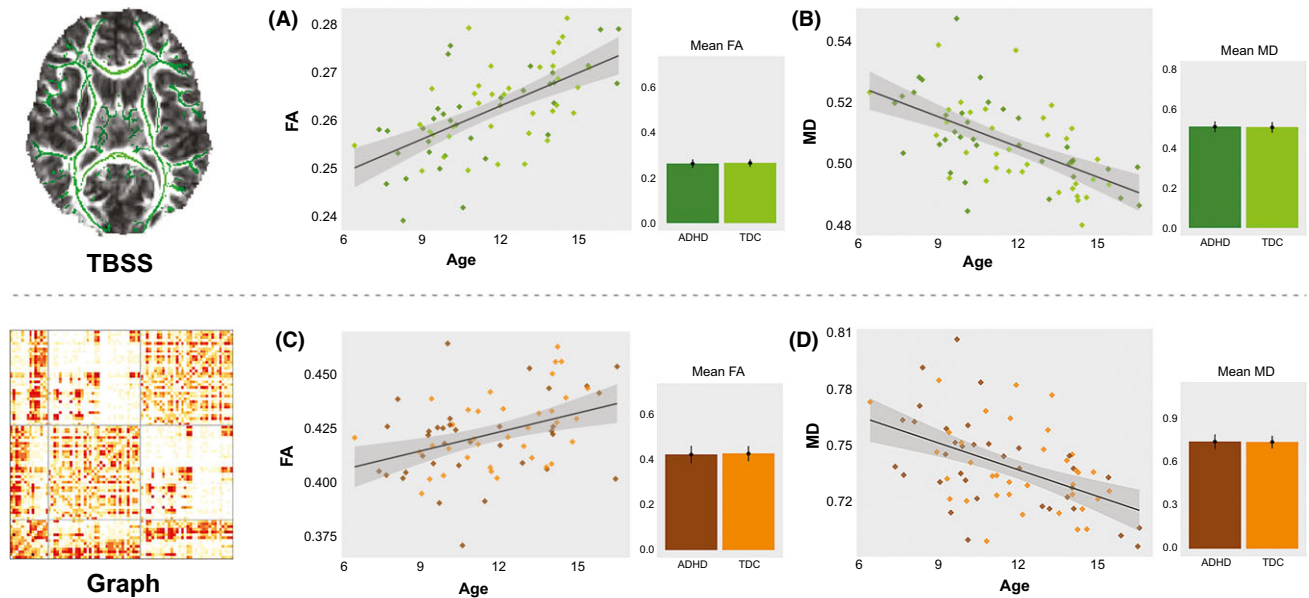 (A)
0.28
0.27
0.26
0.25
0.24
FA
6
9
12
15
Age
Mean FA
0.6
0.4
0.2
0.0
ADHD
TDC
(B)
0.54
0.52
0.50
0.48
MD
6
9
12
15
Age
Mean MD
0.8
0.6
0.4
0.2
0.0
ADHD
TDC
TBSS
(C)
0.450
0.425
0.400
0.375
FA
6
9
12
15
Age
Mean FA
0.6
0.4
0.2
0.0
ADHD
TDC
(D)
0.81
0.78
0.75
0.72
MD
6
9
12
15
Age
Mean MD
0.9
0.6
0.3
0.0
ADHD
TDC
Graph